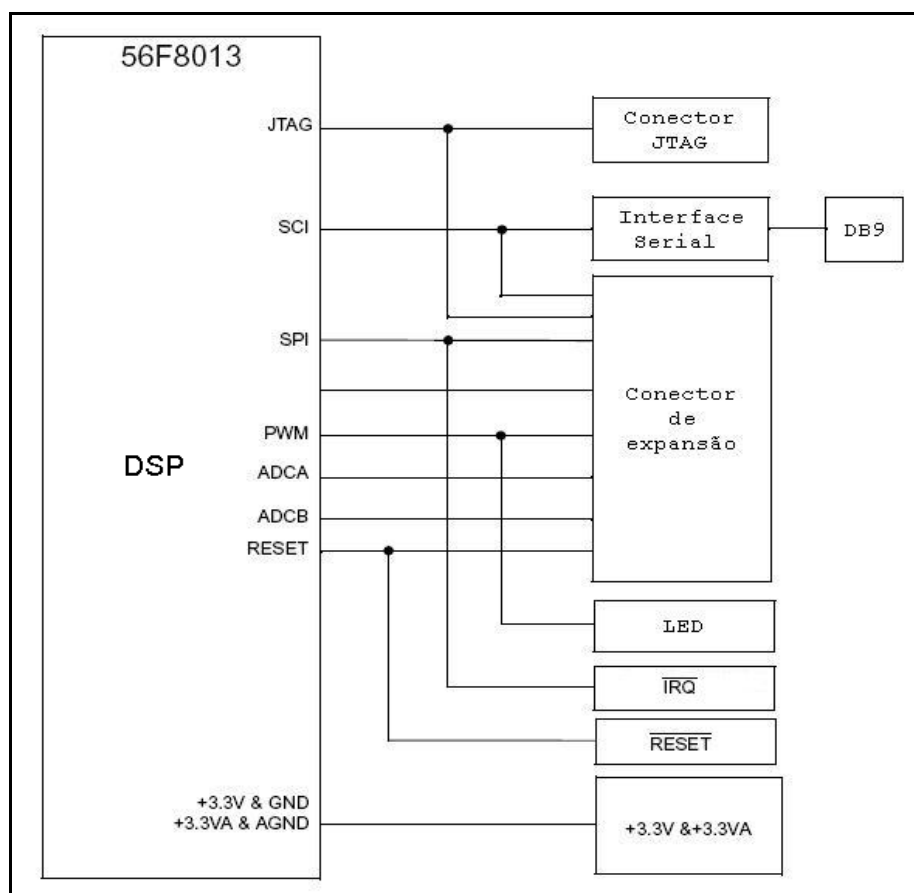 56F8013
JTAG
Conector
JTAG
SCI
Interface
Serial
DB9
SPI
Conector
de
expansão
PWM
DSP
ADCA
ADCB
RESET
LED
IRQ
RESET
+3.3V & GND
+3.3VA & AGND
+3.3V &+3.3VA